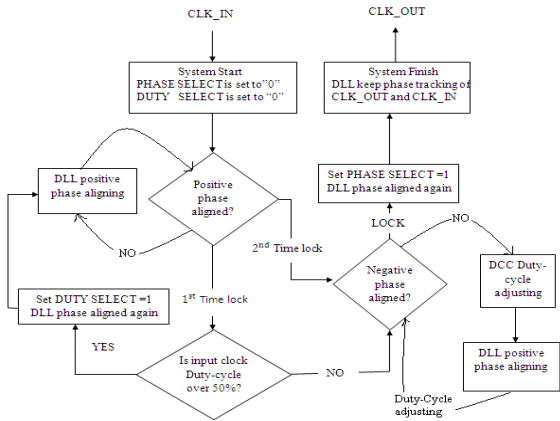 CLK_IN
CLK_OUT
System Start
PHASE SELECT is set to"0"
DUTY SELECT is set to "0"
System Finish
DLL keep phase tracking of
CLK_OUT and CLK_IN
DLL positive
phase aligning
Positive
phase
aligned?
Set PHASE SELECT =1
DLL phase aligned again
NO
LOCK
NO
2nd Time lock
Negative
phase
aligned?
DCC Duty-
cycle
adjusting
Set DUTY SELECT =1
DLL phase aligned again
1st Time lock
YES
Is input clock
Duty-cycle
over 50%?
NO
DLL positive
phase aligning
Duty-Cycle
adjusting